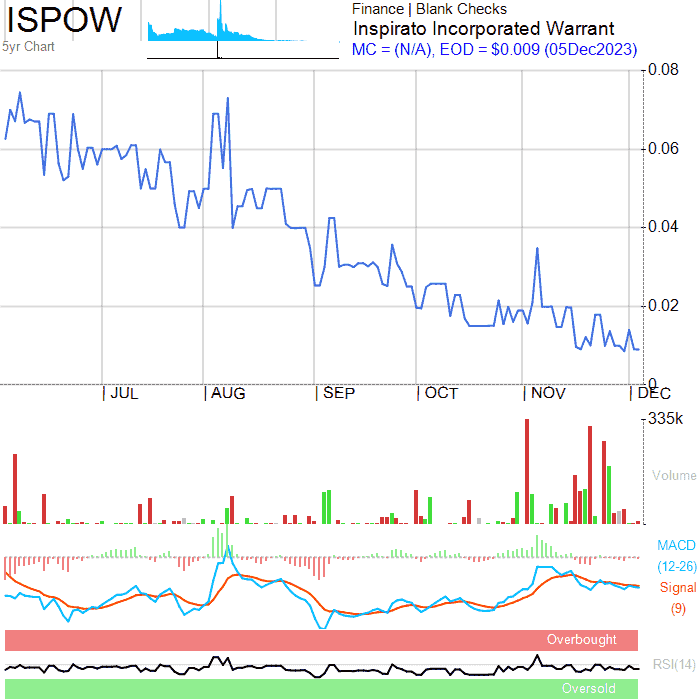 ISPOW
5yr Chart
Finance | Blank Checks
Inspirato Incorporated Warrant
MC = (N/A), EOD = $0.009 (05Dec2023)
0.08
0.06
0.04
0.02
0
| JUL | AUG | SEP | OCT | NOV | DEC
335k
Volume
MACD
(12-26)
Signal
(9)
Overbought
RSI(14)
Oversold